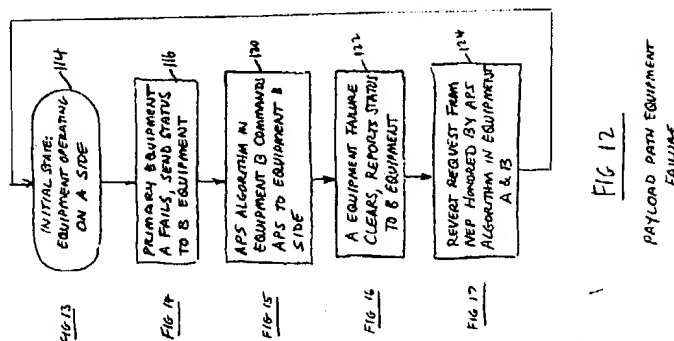 FIG 13
INITIAL STATE:
EQUIPMENT OPERATING
ON A SIDE
114
FIG 14
PRIMARY EQUIPMENT
A FAILS, SEND STATUS
TO B EQUIPMENT
116
FIG 15
APS ALGORITHM IN
EQUIPMENT B COMMANDS
APS TO EQUIPMENT B
SIDE
120
FIG 16
A EQUIPMENT FAILURE
CLEARS, REPORTS STATUS
TO B EQUIPMENT
122
FIG 17
REVERT REQUEST FROM
NEP HONORED BY APS
ALGORITHM IN EQUIPMENT
A & B
124
FIG 12
PAYLOAD PATH EQUIPMENT
FAILURE